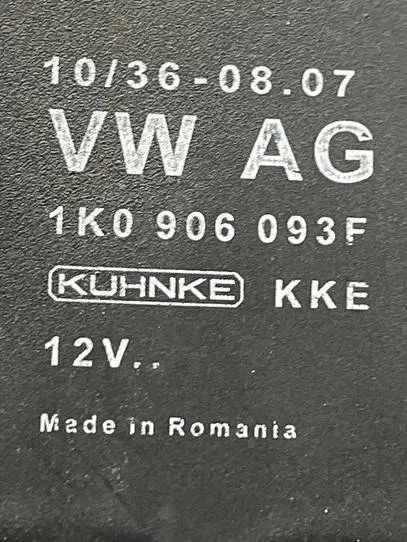 10/36-08.07
VW AG
1K0 906 093F
KUHNKE KKE
12V..
Made in Romania